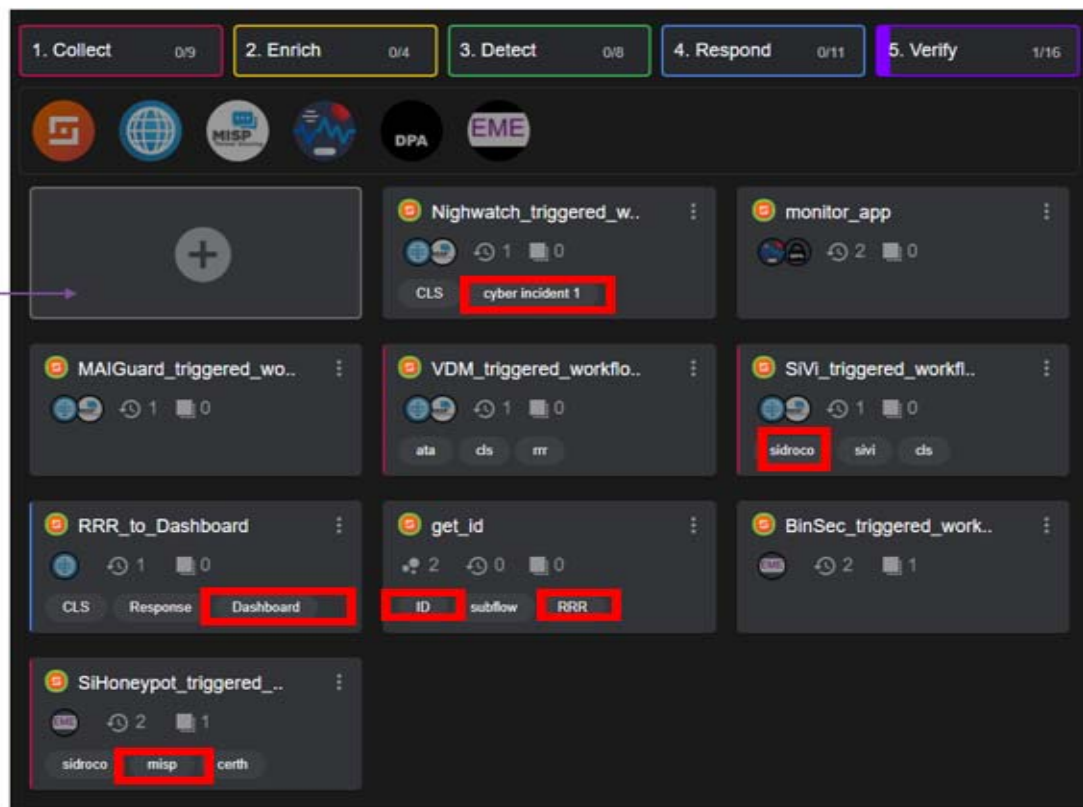 1. Collect 0/9 2. Enrich 0/4 3. Detect 0/8 4. Respond 0/11 5. Verify 1/16
MISP DPA EME
Threat Sharing
Nighwatch_triggered_w.. monitor_app
1 0 2 0
CLS cyber incident 1
MAIGuard_triggered_wo.. VDM_triggered_workflo.. SiVi_triggered_workfl..
1 0 1 0 1 0
ata cls rrr sidroco sivi cls
RRR_to_Dashboard get_id BinSec_triggered_work..
1 0 2 0 0 EME 2 1
CLS Response Dashboard ID subflow RRR
SiHoneypot_triggered_..
EME 2 1
sidroco misp certh